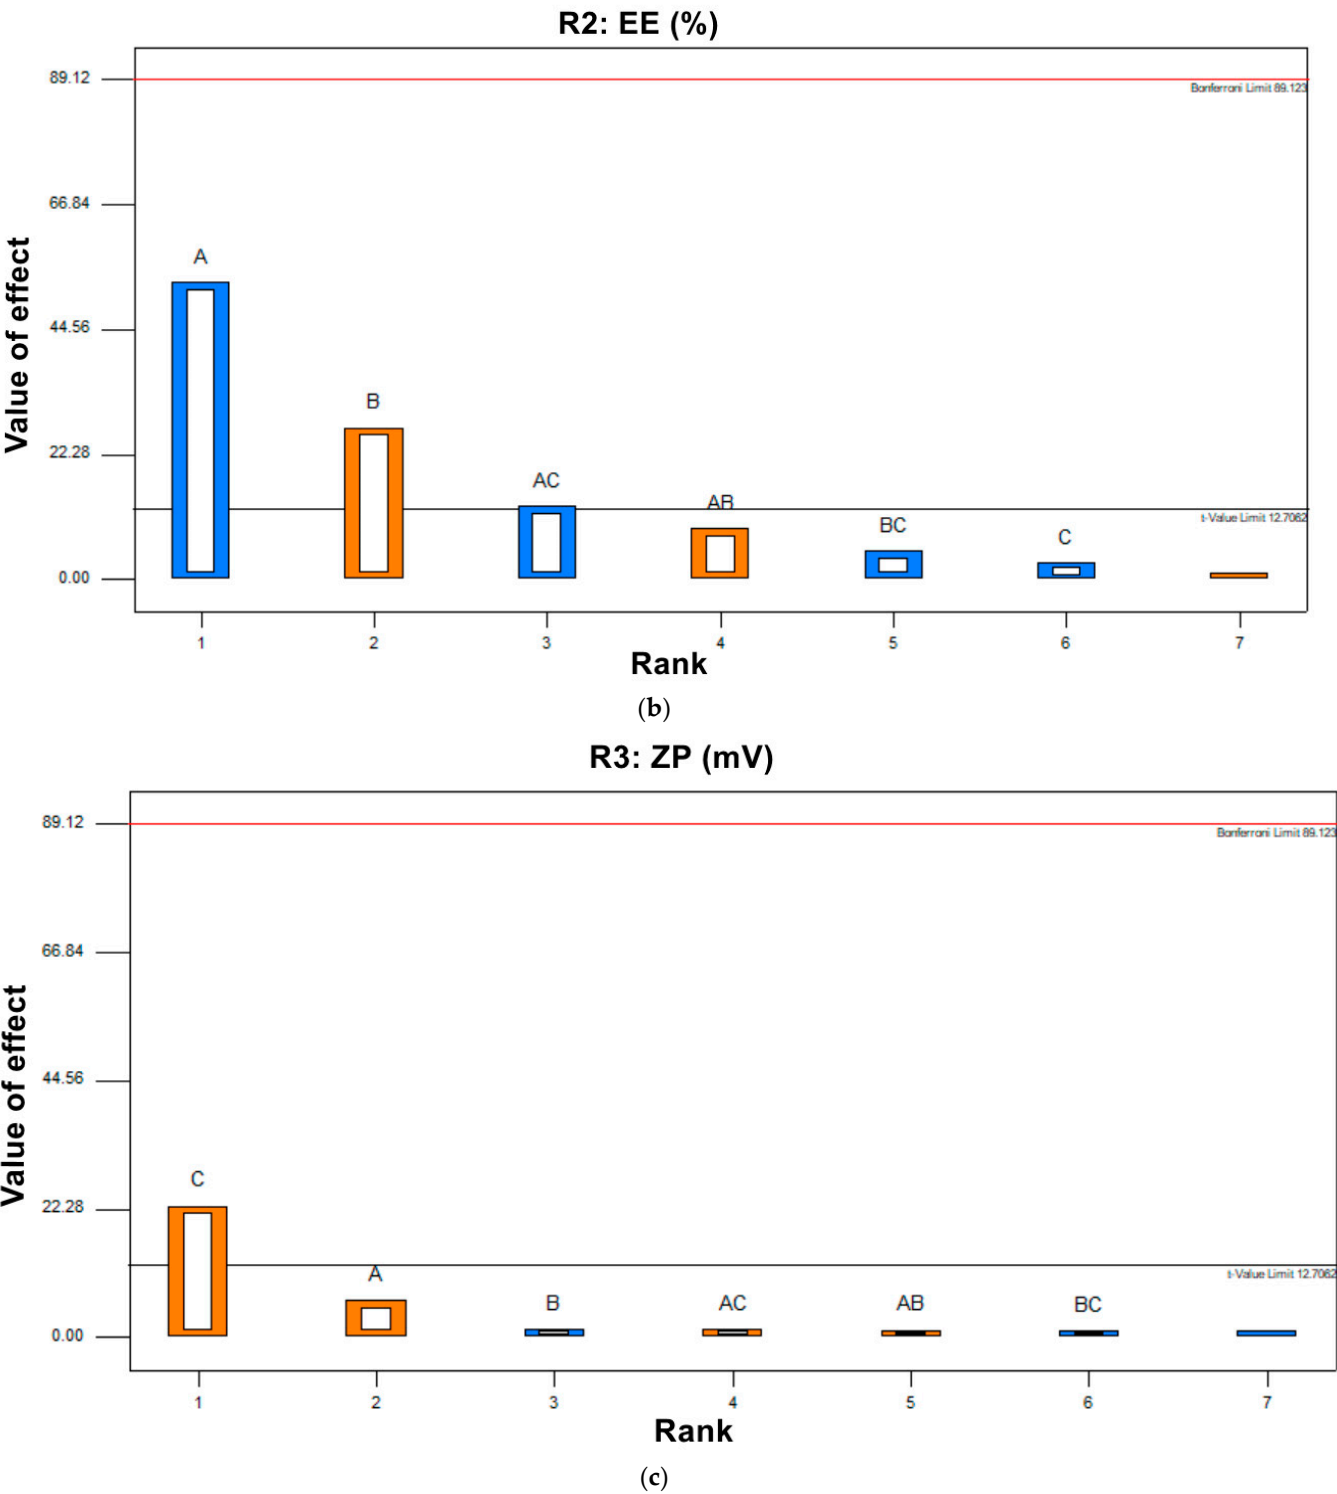 R2: EE (%)
89.12
Bonferroni Limit 89.123
66.84
A
44.56
B
22.28
AC
AB
t-Value Limit 12.7062
BC
C
0.00
1 2 3 4 5 6 7
Value of effect
Rank
(b)
R3: ZP (mV)
89.12
Bonferroni Limit 89.123
66.84
44.56
C
22.28
t-Value Limit 12.7062
A
B AC AB BC
0.00
1 2 3 4 5 6 7
Value of effect
Rank
(c)